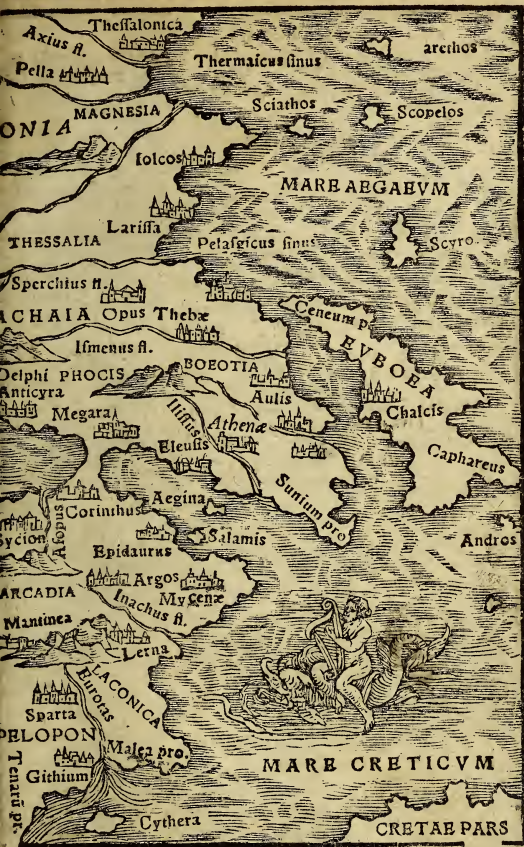 Thessalonica
Axius fl.
Pella
Thermaicus sinus
arethos
MAGNESIA
Sciathos
Scopelos
ONIA
Iolcos
MARE AEGAEVM
Larissa
THESSALIA
Pelasgicus sinus
Scyro
Sperchius fl.
ACHAIA Opus Thebæ
Ceneum p.
EVBOEA
Ismenus fl.
BOEOTIA
Delphi PHOCIS
Anticyra
Aulis
Chalcis
Megara
Ilissus
Athenæ
Eleusis
Caphareus
Sunium pro
Aegina
Corinthus
Asopus
Sycion
Salamis
Andros
Epidaurus
ARCADIA
Argos
Mycenæ
Inachus fl.
Mantinea
Lerna
LACONICA
Eurotas
Sparta
PELOPON
Malea pro
MARE CRETICVM
Githium
Tenarū pr.
Cythera
CRETAE PARS